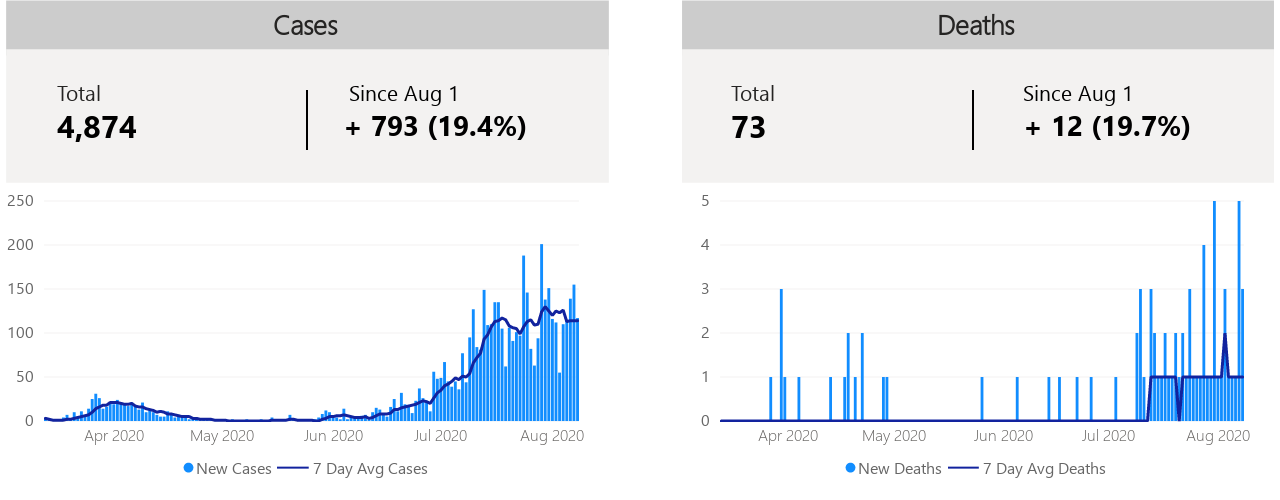 Cases
Total
4,874
Since Aug 1
+ 793 (19.4%)
250
200
150
100
50
0
Apr 2020 May 2020 Jun 2020 Jul 2020 Aug 2020
New Cases 7 Day Avg Cases
Deaths
Total
73
Since Aug 1
+ 12 (19.7%)
5
4
3
2
1
0
Apr 2020 May 2020 Jun 2020 Jul 2020 Aug 2020
New Deaths 7 Day Avg Deaths